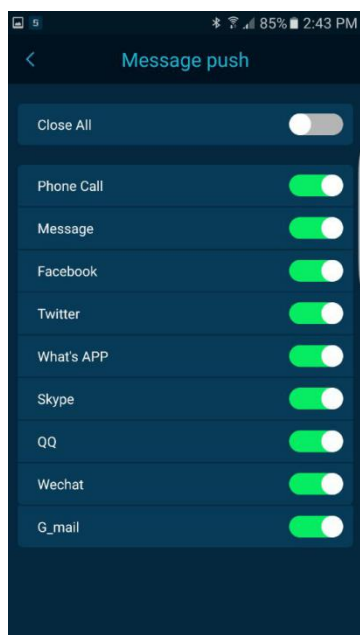 5 85% 2:43 PM
Message push
Close All
Phone Call
Message
Facebook
Twitter
What's APP
Skype
QQ
Wechat
G_mail